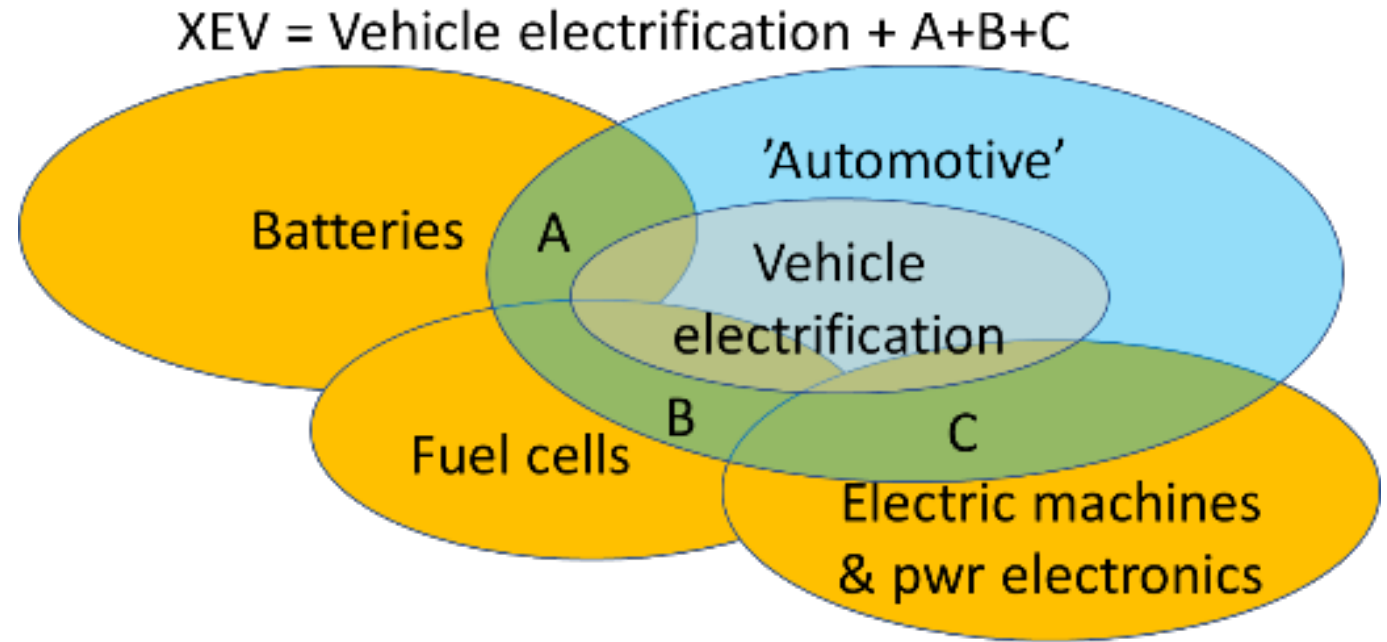 XEV = Vehicle electrification + A+B+C
’Automotive’
Batteries
A
Vehicle
electrification
B
C
Fuel cells
Electric machines
& pwr electronics